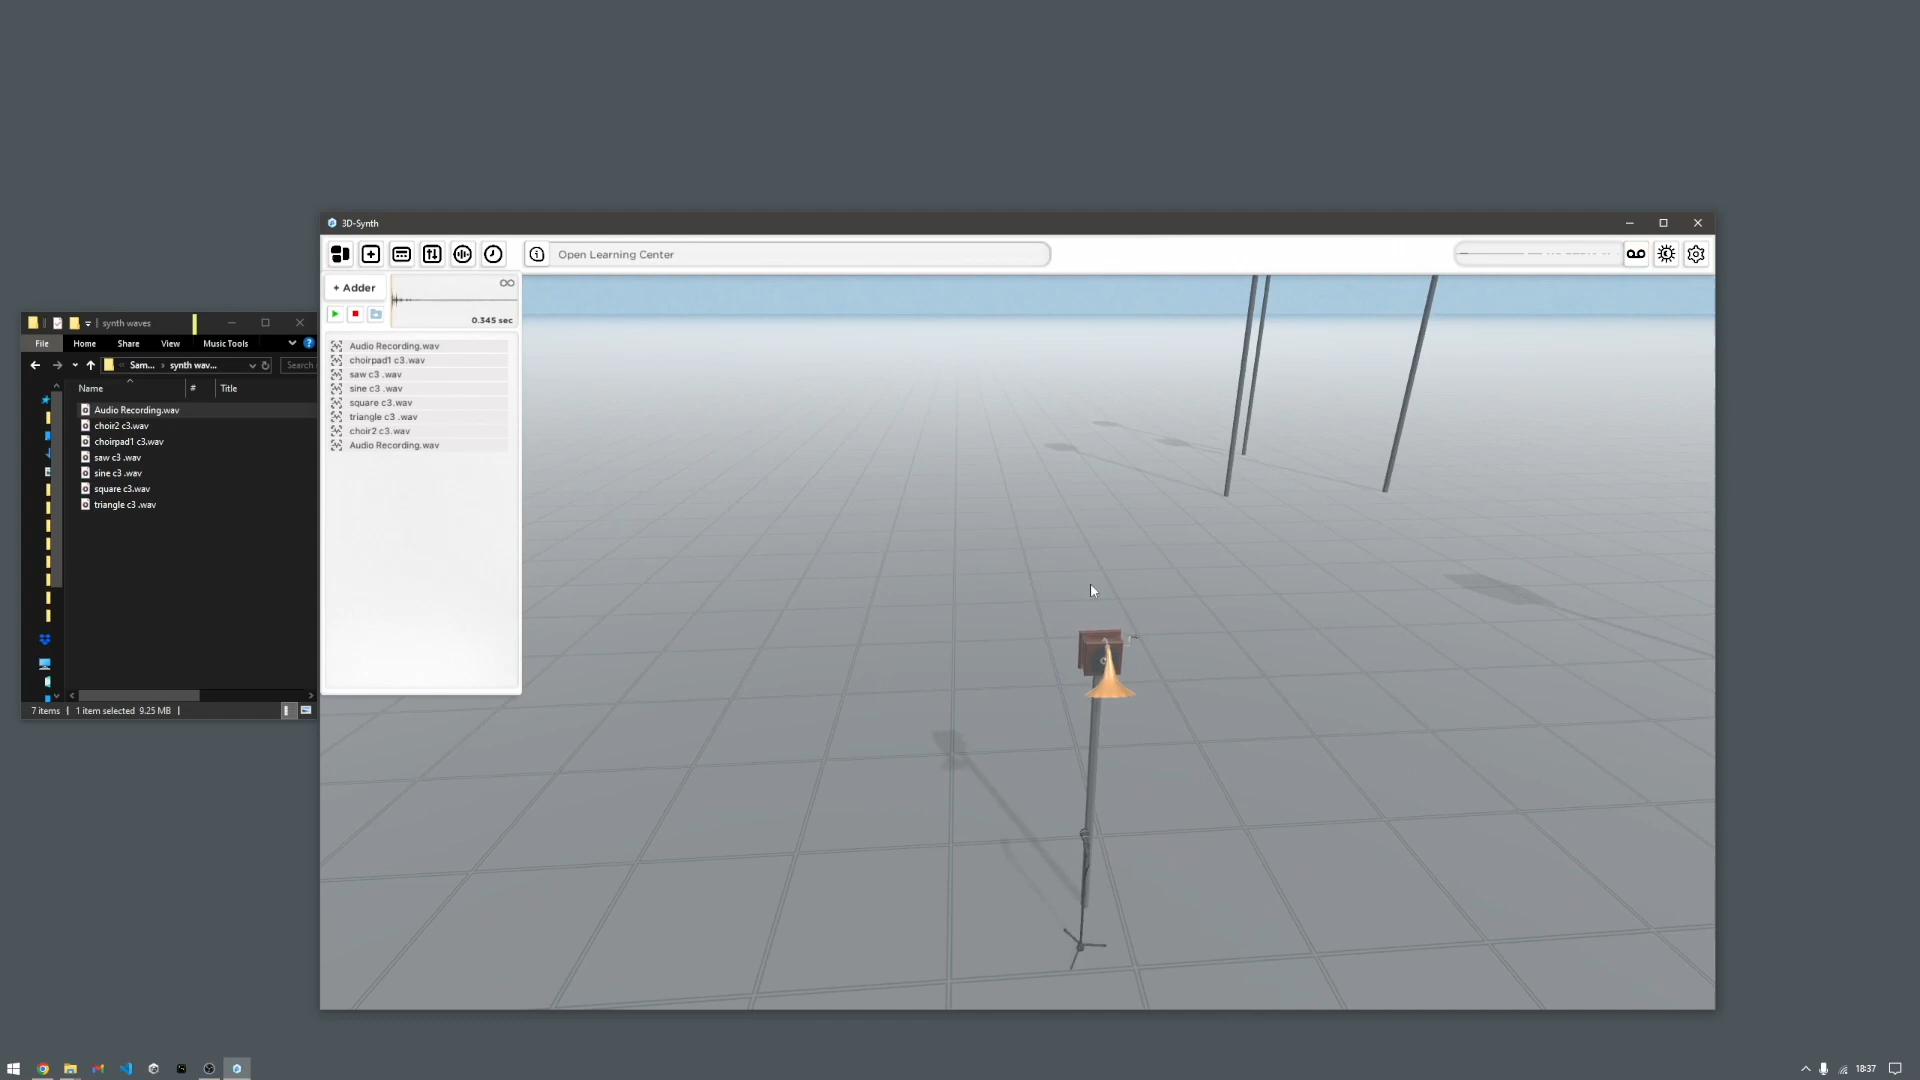 3D-Synth
Open Learning Center
+ Adder
0.345 sec
Audio Recording.wav
choirpad1 c3.wav
saw c3 .wav
sine c3 .wav
square c3.wav
triangle c3 .wav
choir2 c3.wav
Audio Recording.wav
synth waves
File Home Share View Music Tools
Sam... synth wav... Search
Name # Title
Audio Recording.wav
choir2 c3.wav
choirpad1 c3.wav
saw c3 .wav
sine c3 .wav
square c3.wav
triangle c3 .wav
7 items 1 item selected 9.25 MB
18:37